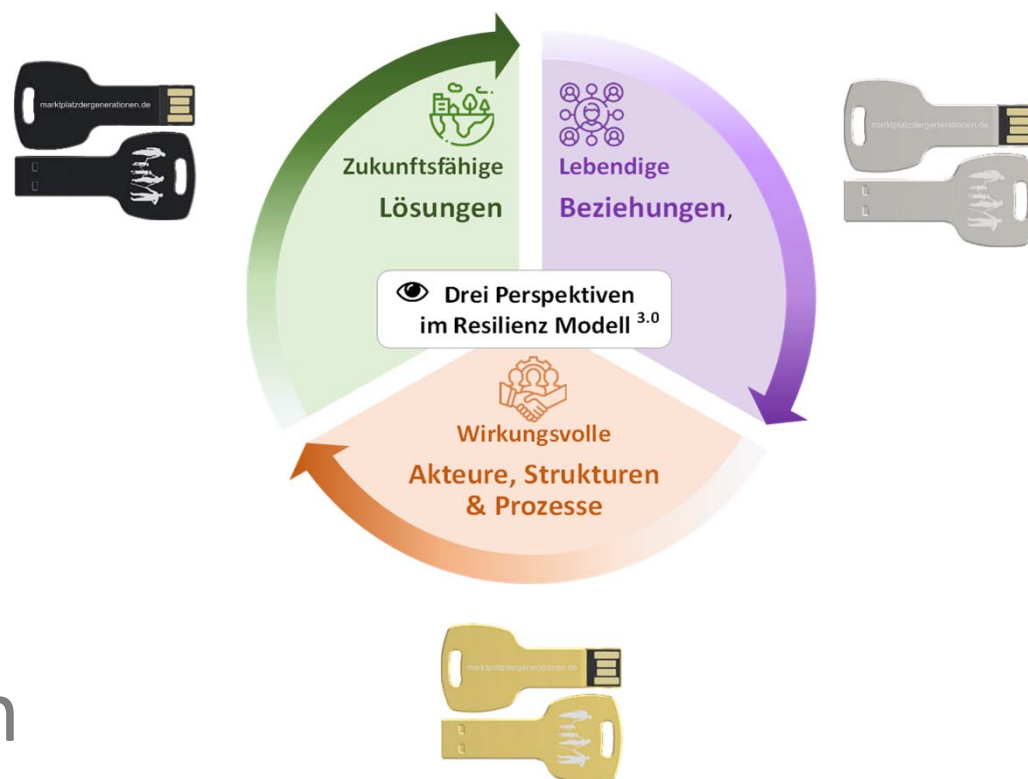 marktplatzdergenerationen.de
marktplatzdergenerationen.de
Zukunftsfähige
Lösungen
Lebendige
Beziehungen,
Drei Perspektiven
im Resilienz Modell 3.0
Wirkungsvolle
Akteure, Strukturen
& Prozesse
marktplatzdergenerationen.de
n